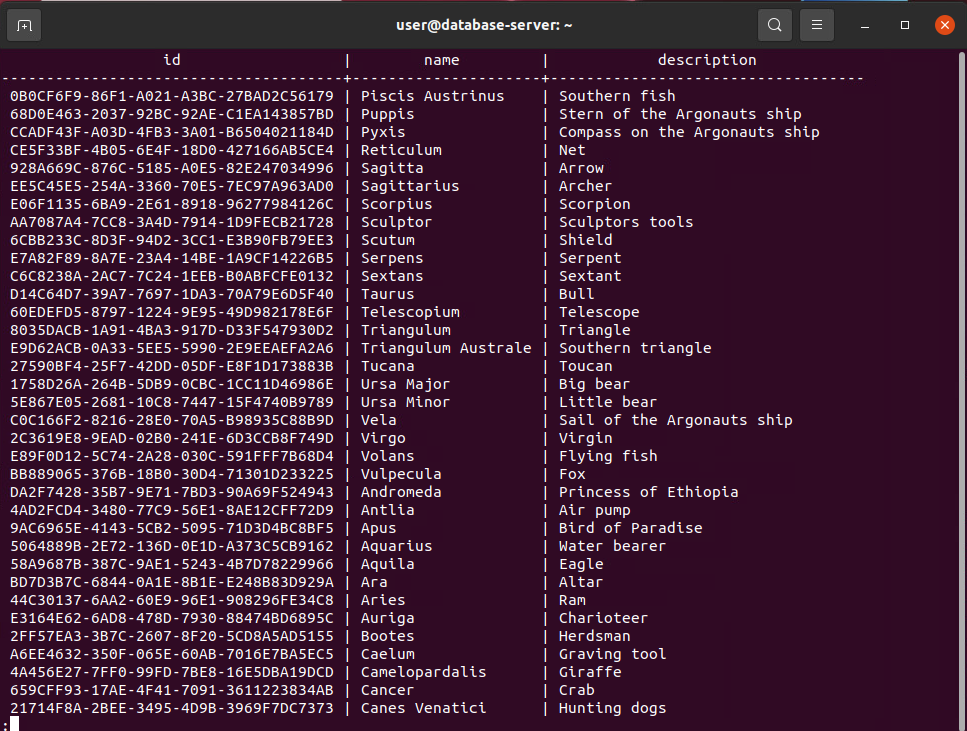 user@database-server: ~
id | name | description
--------------------------------------+---------------------+-----------------------------------
0B0CF6F9-86F1-A021-A3BC-27BAD2C56179 | Piscis Austrinus | Southern fish
68D0E463-2037-92BC-92AE-C1EA143857BD | Puppis | Stern of the Argonauts ship
CCADF43F-A03D-4FB3-3A01-B6504021184D | Pyxis | Compass on the Argonauts ship
CE5F33BF-4B05-6E4F-18D0-427166AB5CE4 | Reticulum | Net
928A669C-876C-5185-A0E5-82E247034996 | Sagitta | Arrow
EE5C45E5-254A-3360-70E5-7EC97A963AD0 | Sagittarius | Archer
E06F1135-6BA9-2E61-8918-96277984126C | Scorpius | Scorpion
AA7087A4-7CC8-3A4D-7914-1D9FECB21728 | Sculptor | Sculptors tools
6CBB233C-8D3F-94D2-3CC1-E3B90FB79EE3 | Scutum | Shield
E7A82F89-8A7E-23A4-14BE-1A9CF14226B5 | Serpens | Serpent
C6C8238A-2AC7-7C24-1EEB-B0ABFCFE0132 | Sextans | Sextant
D14C64D7-39A7-7697-1DA3-70A79E6D5F40 | Taurus | Bull
60EDEFD5-8797-1224-9E95-49D982178E6F | Telescopium | Telescope
8035DACB-1A91-4BA3-917D-D33F547930D2 | Triangulum | Triangle
E9D62ACB-0A33-5EE5-5990-2E9EEAEFA2A6 | Triangulum Australe | Southern triangle
27590BF4-25F7-42DD-05DF-E8F1D173883B | Tucana | Toucan
1758D26A-264B-5DB9-0CBC-1CC11D46986E | Ursa Major | Big bear
5E867E05-2681-10C8-7447-15F4740B9789 | Ursa Minor | Little bear
C0C166F2-8216-28E0-70A5-B98935C88B9D | Vela | Sail of the Argonauts ship
2C3619E8-9EAD-02B0-241E-6D3CCB8F749D | Virgo | Virgin
E89F0D12-5C74-2A28-030C-591FFF7B68D4 | Volans | Flying fish
BB889065-376B-18B0-30D4-71301D233225 | Vulpecula | Fox
DA2F7428-35B7-9E71-7BD3-90A69F524943 | Andromeda | Princess of Ethiopia
4AD2FCD4-3480-77C9-56E1-8AE12CFF72D9 | Antlia | Air pump
9AC6965E-4143-5CB2-5095-71D3D4BC8BF5 | Apus | Bird of Paradise
5064889B-2E72-136D-0E1D-A373C5CB9162 | Aquarius | Water bearer
58A9687B-387C-9AE1-5243-4B7D78229966 | Aquila | Eagle
BD7D3B7C-6844-0A1E-8B1E-E248B83D929A | Ara | Altar
44C30137-6AA2-60E9-96E1-908296FE34C8 | Aries | Ram
E3164E62-6AD8-478D-7930-88474BD6895C | Auriga | Charioteer
2FF57EA3-3B7C-2607-8F20-5CD8A5AD5155 | Bootes | Herdsman
A6EE4632-350F-065E-60AB-7016E7BA5EC5 | Caelum | Graving tool
4A456E27-7FF0-99FD-7BE8-16E5DBA19DCD | Camelopardalis | Giraffe
659CFF93-17AE-4F41-7091-3611223834AB | Cancer | Crab
21714F8A-2BEE-3495-4D9B-3969F7DC7373 | Canes Venatici | Hunting dogs
: